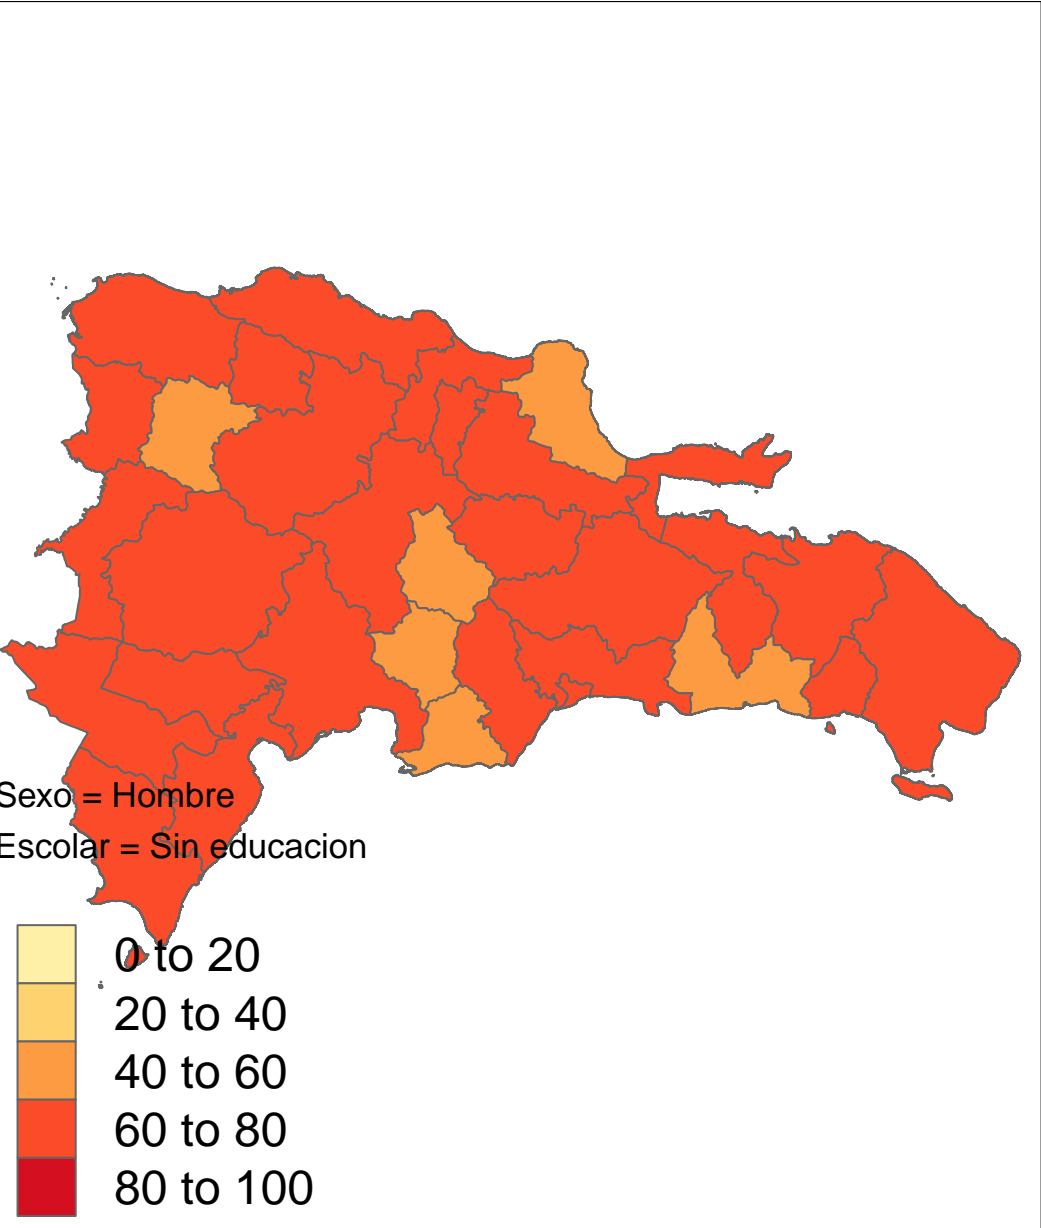 Sexo = Hombre
Escolar = Sin educacion
0 to 20
20 to 40
40 to 60
60 to 80
80 to 100